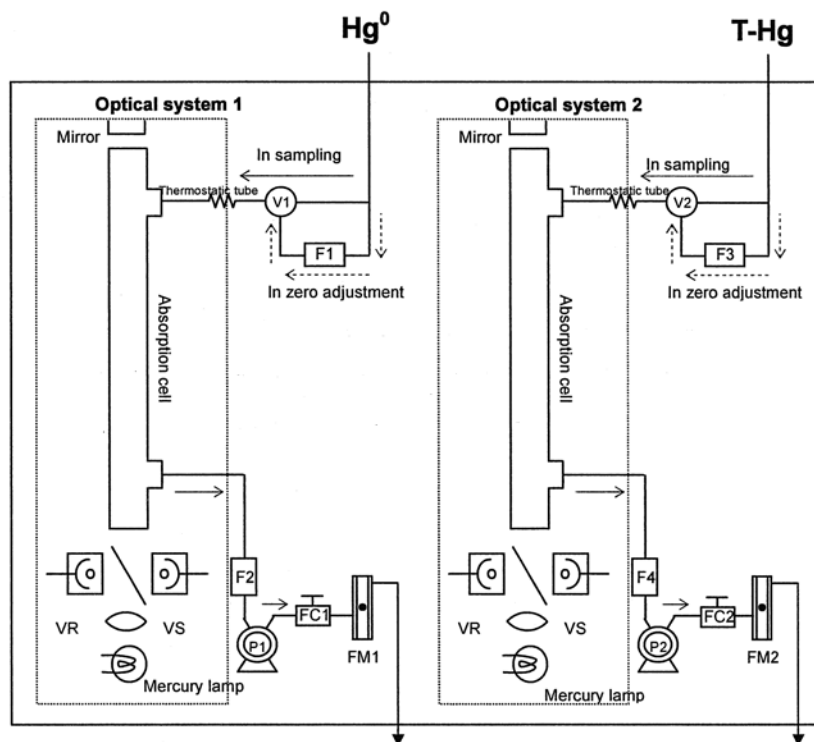 Hg⁰
T-Hg
Optical system 1
Mirror
In sampling
Thermostatic tube
V1
F1
In zero adjustment
Absorption cell
F2
VR
VS
P1
FC1
FM1
Mercury lamp
Optical system 2
Mirror
In sampling
Thermostatic tube
V2
F3
In zero adjustment
Absorption cell
F4
VR
VS
P2
FC2
FM2
Mercury lamp